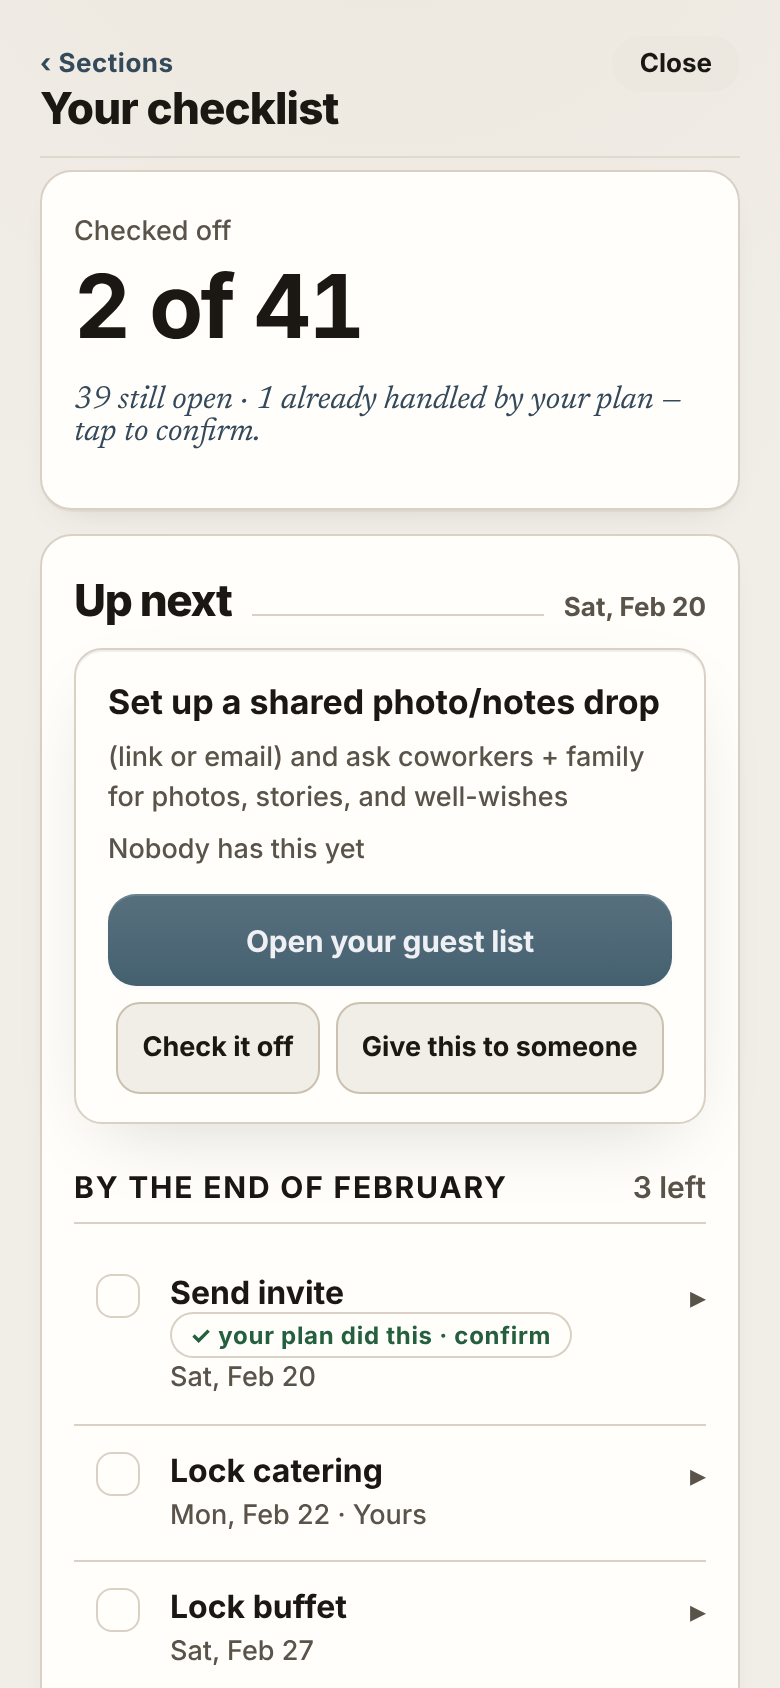 ‹ Sections
Close
Your checklist
Checked off
2 of 41
39 still open · 1 already handled by your plan –
tap to confirm.
Up next
Sat, Feb 20
Set up a shared photo/notes drop
(link or email) and ask coworkers + family
for photos, stories, and well-wishes
Nobody has this yet
Open your guest list
Check it off
Give this to someone
BY THE END OF FEBRUARY
3 left
Send invite
✓ your plan did this · confirm
Sat, Feb 20
Lock catering
Mon, Feb 22 · Yours
Lock buffet
Sat, Feb 27